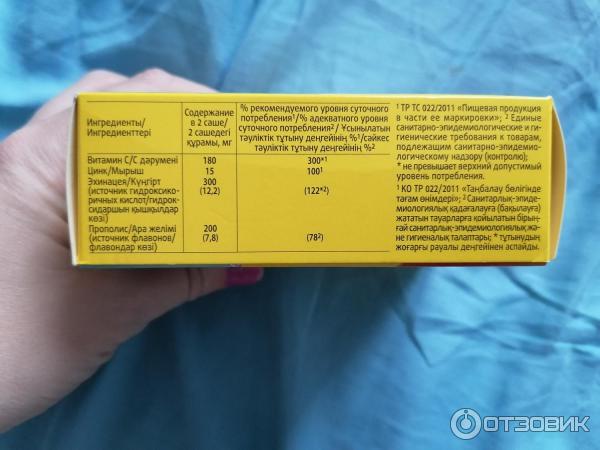 Ингредиенты/
Ингредиенттері
Содержание
в 2 саше/
2 сашедегі
құрамы, мг
% рекомендуемого уровня суточного
потребления¹/% адекватного уровня
суточного потребления² / Ұсынылатын
тәуліктік тұтыну деңгейінің %¹/сәйкес
тәуліктік тұтыну деңгейінің %²
Витамин С/С дәрумені 180 300*¹
Цинк/Мырыш 15 100¹
Эхинацея/Күңгірт 300
(источник гидроксико- (12,2) (122*²)
ричных кислот/гидрок-
сидаршын қышқылдар
көзі)
Прополис/Ара желімі 200
(источник флавонов/ (7,8) (78²)
флавондар көзі)
¹ ТР ТС 022/2011 «Пищевая продукция
в части ее маркировки»; ² Единые
санитарно-эпидемиологические и ги-
гиенические требования к товарам,
подлежащим санитарно-эпидемио-
логическому надзору (контролю);
* не превышает верхний допустимый
уровень потребления.
¹ КО ТР 022/2011 «Таңбалау бөлігінде
тағам өнімдері»; ² Санитарлық-эпиде-
миологиялық қадағалауға (бақылауға)
жататын тауарларға қойылатын бірың-
ғай санитарлық-эпидемиологиялық жә-
не гигиеналық талаптары; * тұтынудың
жоғарғы рауалы деңгейінен аспайды.
ОТЗОВИК